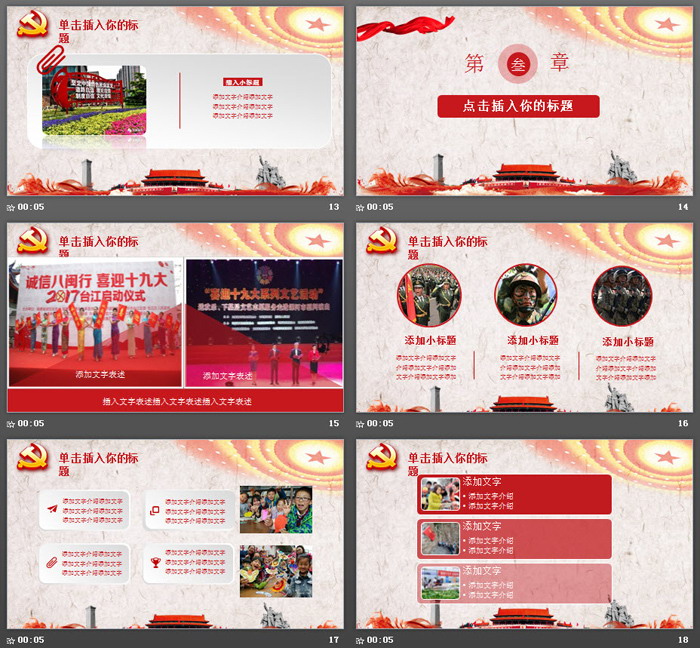 单击插入你的标
题
插入小标题
添加文字介绍添加文字
添加文字介绍添加文字
添加文字介绍添加文字
00:05
13
第 叁 章
点击插入你的标题
00:05
14
单击插入你的标
题
诚信八闽行 喜迎十九大
2017台江启动仪式
添加文字表述
“喜迎十九大系列文艺活动”
添加文字表述
插入文字表述插入文字表述插入文字表述
00:05
15
单击插入你的标
题
添加小标题
文字介绍添加文字
添加文字介绍添加
文字介绍添加文字
添加小标题
文字介绍添加文字
添加文字介绍添加
文字介绍添加文字
添加小标题
文字介绍添加文字
添加文字介绍添加
文字介绍添加文字
00:05
16
单击插入你的标
题
添加文字介绍添加文字
添加文字介绍添加文字
添加文字介绍添加文字
添加文字介绍添加文字
添加文字介绍添加文字
添加文字介绍添加文字
添加文字介绍添加文字
添加文字介绍添加文字
添加文字介绍添加文字
添加文字介绍添加文字
添加文字介绍添加文字
添加文字介绍添加文字
00:05
17
单击插入你的标
题
添加文字
• 添加文字介绍
• 添加文字介绍
添加文字
• 添加文字介绍
• 添加文字介绍
添加文字
• 添加文字介绍
• 添加文字介绍
00:05
18